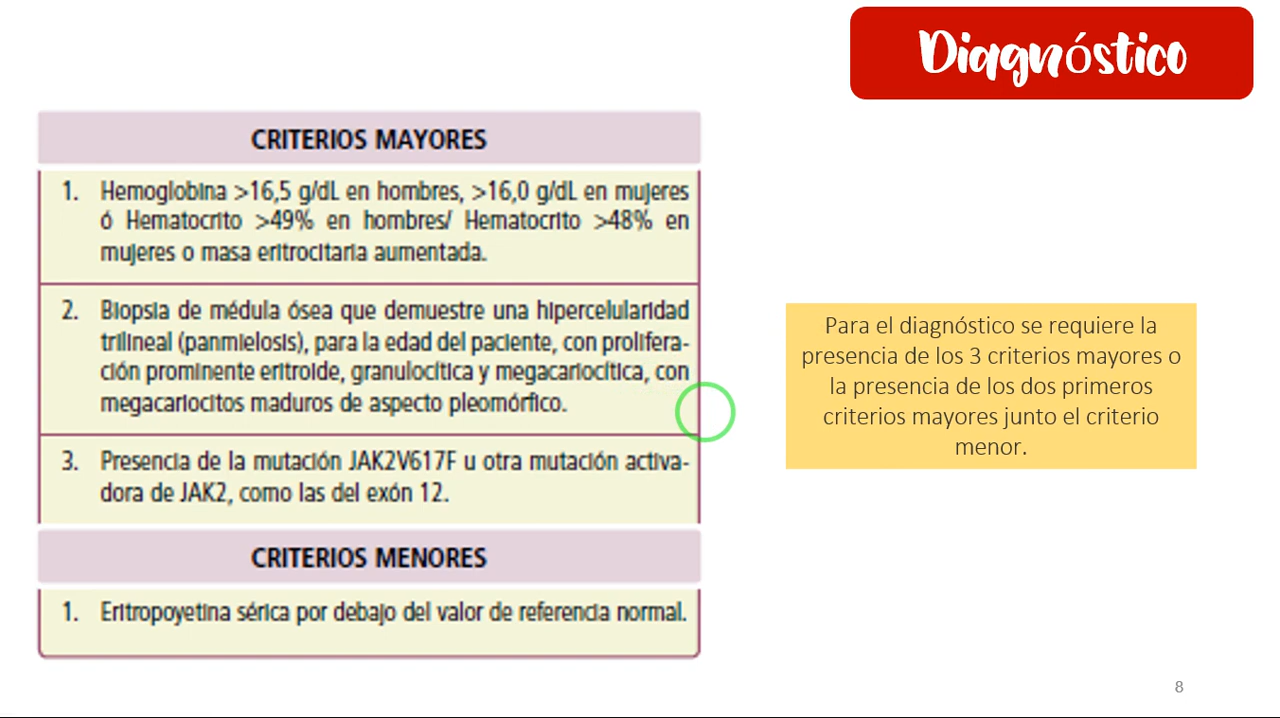 Diagnóstico
CRITERIOS MAYORES
1. Hemoglobina >16,5 g/dL en hombres, >16,0 g/dL en mujeres
ó Hematocrito >49% en hombres/ Hematocrito >48% en
mujeres o masa eritrocitaria aumentada.
2. Biopsia de médula ósea que demuestre una hipercelularidad
trilineal (panmielosis), para la edad del paciente, con prolifera-
ción prominente eritroide, granulocítica y megacariocítica, con
megacariocitos maduros de aspecto pleomórfico.
3. Presencia de la mutación JAK2V617F u otra mutación activa-
dora de JAK2, como las del exón 12.
CRITERIOS MENORES
1. Eritropoyetina sérica por debajo del valor de referencia normal.
Para el diagnóstico se requiere la
presencia de los 3 criterios mayores o
la presencia de los dos primeros
criterios mayores junto el criterio
menor.
8